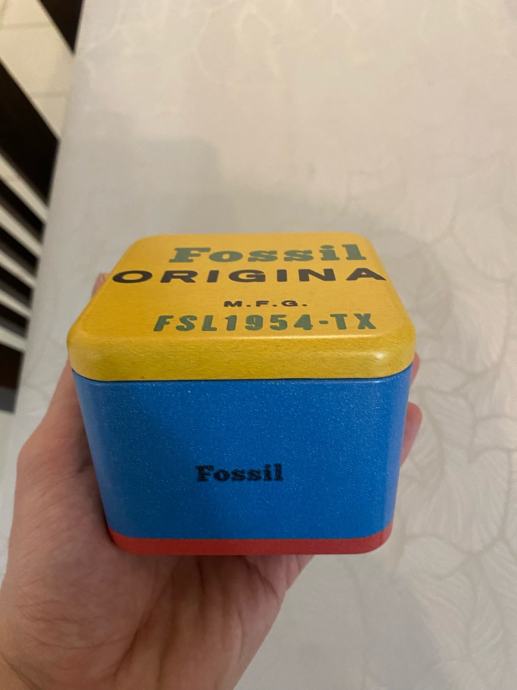 Fossil
ORIGINA
M.F.G.
FSL1954-TX
Fossil